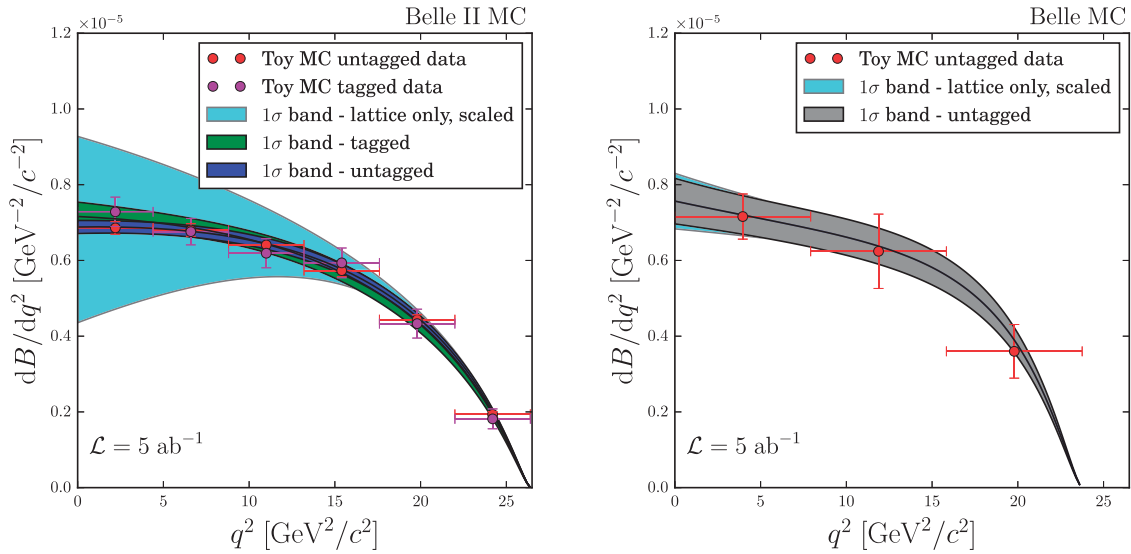 ×10⁻⁵
Belle II MC
1.2
1.0
0.8
0.6
0.4
0.2
0.0
dB/dq² [GeV⁻²/c⁻²]
Toy MC untagged data
Toy MC tagged data
1σ band - lattice only, scaled
1σ band - tagged
1σ band - untagged
ℒ = 5 ab⁻¹
0 5 10 15 20 25
q² [GeV²/c²]
×10⁻⁵
Belle MC
1.2
1.0
0.8
0.6
0.4
0.2
0.0
dB/dq² [GeV⁻²/c⁻²]
Toy MC untagged data
1σ band - lattice only, scaled
1σ band - untagged
ℒ = 5 ab⁻¹
0 5 10 15 20 25
q² [GeV²/c²]